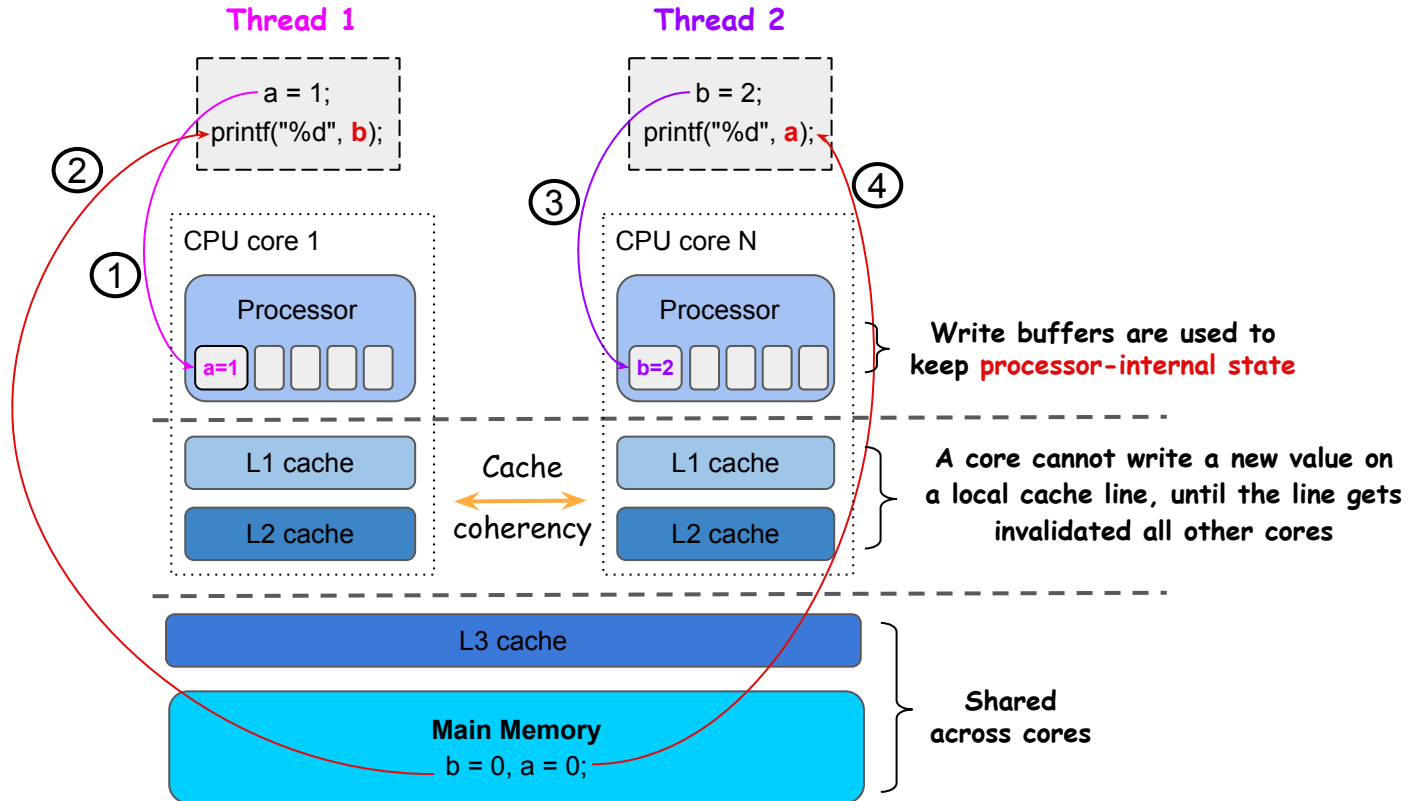 Thread 1
Thread 2
a = 1;
printf("%d", b);
b = 2;
printf("%d", a);
2
3
4
1
CPU core 1
CPU core N
Processor
Processor
a=1
b=2
Write buffers are used to
keep processor-internal state
L1 cache
L2 cache
Cache
coherency
L1 cache
L2 cache
A core cannot write a new value on
a local cache line, until the line gets
invalidated all other cores
L3 cache
Main Memory
b = 0, a = 0;
Shared
across cores